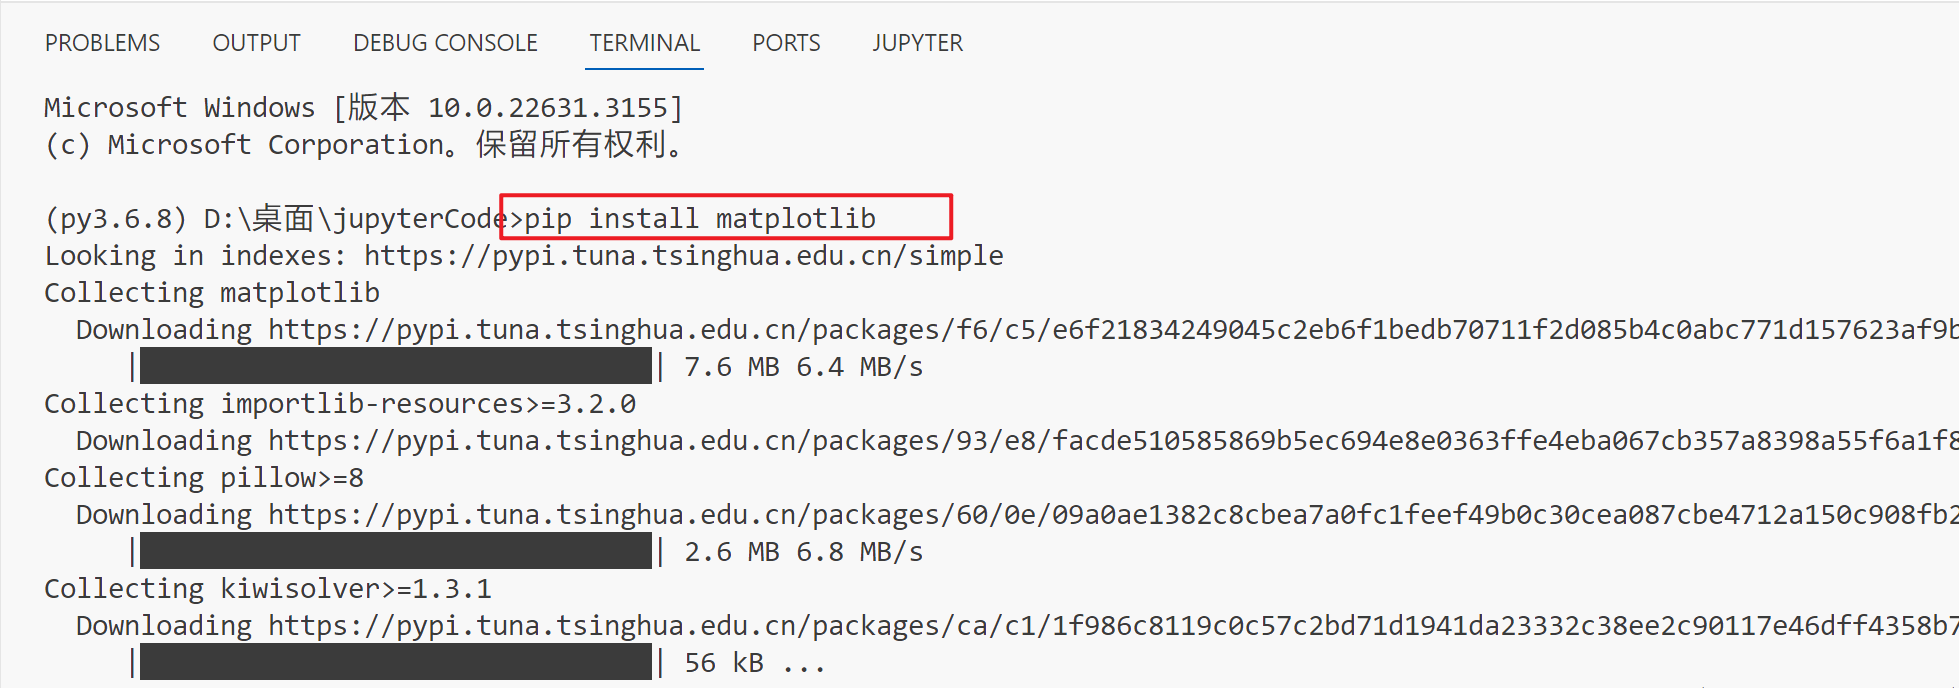 PROBLEMS OUTPUT DEBUG CONSOLE TERMINAL PORTS JUPYTER
Microsoft Windows [版本 10.0.22631.3155]
(c) Microsoft Corporation。保留所有权利。
(py3.6.8) D:\桌面\jupyterCode>pip install matplotlib
Looking in indexes: https://pypi.tuna.tsinghua.edu.cn/simple
Collecting matplotlib
Downloading https://pypi.tuna.tsinghua.edu.cn/packages/f6/c5/e6f21834249045c2eb6f1bedb70711f2d085b4c0abc771d157623af9b
| | 7.6 MB 6.4 MB/s
Collecting importlib-resources>=3.2.0
Downloading https://pypi.tuna.tsinghua.edu.cn/packages/93/e8/facde510585869b5ec694e8e0363ffe4eba067cb357a8398a55f6a1f8
Collecting pillow>=8
Downloading https://pypi.tuna.tsinghua.edu.cn/packages/60/0e/09a0ae1382c8cbea7a0fc1feef49b0c30cea087cbe4712a150c908fb2
| | 2.6 MB 6.8 MB/s
Collecting kiwisolver>=1.3.1
Downloading https://pypi.tuna.tsinghua.edu.cn/packages/ca/c1/1f986c8119c0c57c2bd71d1941da23332c38ee2c90117e46dff4358b7
| | 56 kB ...